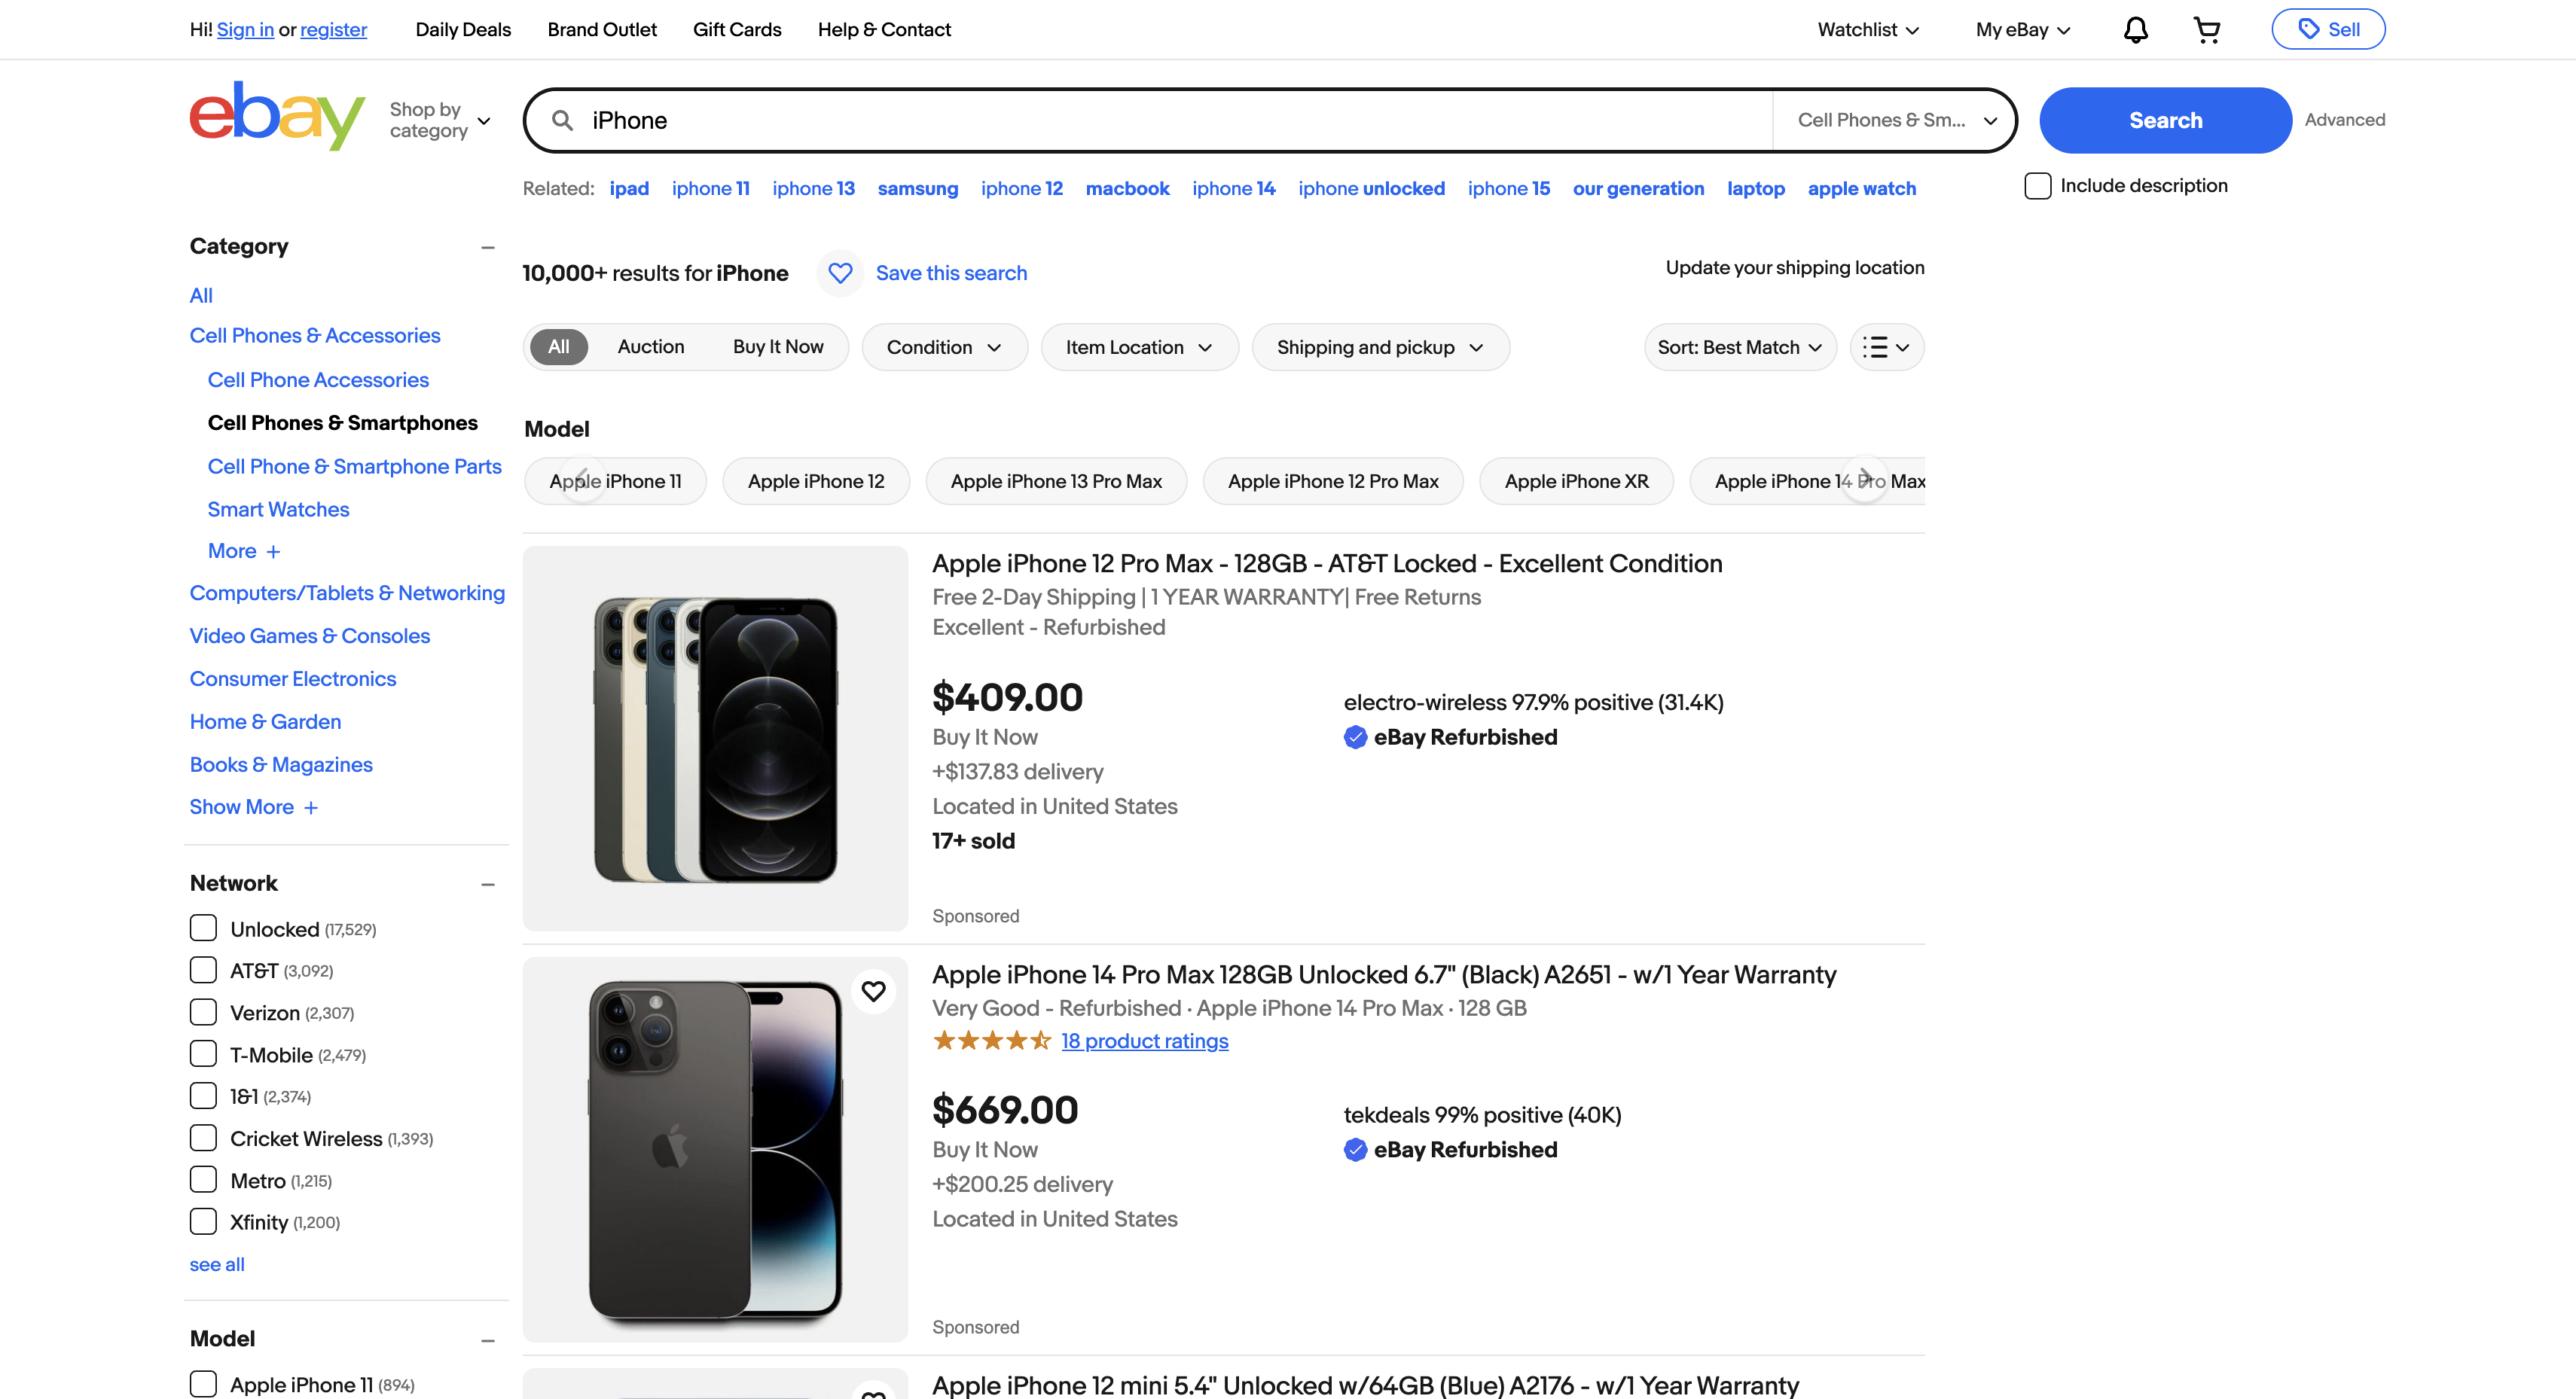 Hi! Sign in or register
Daily Deals
Brand Outlet
Gift Cards
Help & Contact
Watchlist
My eBay
Sell
ebay
Shop by
category
iPhone
Cell Phones & Sm...
Search
Advanced
Related: ipad iphone 11 iphone 13 samsung iphone 12 macbook iphone 14 iphone unlocked iphone 15 our generation laptop apple watch
Include description
Category
All
Cell Phones & Accessories
Cell Phone Accessories
Cell Phones & Smartphones
Cell Phone & Smartphone Parts
Smart Watches
More +
Computers/Tablets & Networking
Video Games & Consoles
Consumer Electronics
Home & Garden
Books & Magazines
Show More +
Network
Unlocked (17,529)
AT&T (3,092)
Verizon (2,307)
T-Mobile (2,479)
1&1 (2,374)
Cricket Wireless (1,393)
Metro (1,215)
Xfinity (1,200)
see all
Model
Apple iPhone 11 (894)
10,000+ results for iPhone
Save this search
Update your shipping location
All
Auction
Buy It Now
Condition
Item Location
Shipping and pickup
Sort: Best Match
Model
Apple iPhone 11
Apple iPhone 12
Apple iPhone 13 Pro Max
Apple iPhone 12 Pro Max
Apple iPhone XR
Apple iPhone 14 Pro Max
Apple iPhone 12 Pro Max - 128GB - AT&T Locked - Excellent Condition
Free 2-Day Shipping | 1 YEAR WARRANTY| Free Returns
Excellent - Refurbished
$409.00
Buy It Now
+$137.83 delivery
Located in United States
17+ sold
electro-wireless 97.9% positive (31.4K)
eBay Refurbished
Sponsored
Apple iPhone 14 Pro Max 128GB Unlocked 6.7" (Black) A2651 - w/1 Year Warranty
Very Good - Refurbished · Apple iPhone 14 Pro Max · 128 GB
18 product ratings
$669.00
Buy It Now
+$200.25 delivery
Located in United States
tekdeals 99% positive (40K)
eBay Refurbished
Sponsored
Apple iPhone 12 mini 5.4" Unlocked w/64GB (Blue) A2176 - w/1 Year Warranty